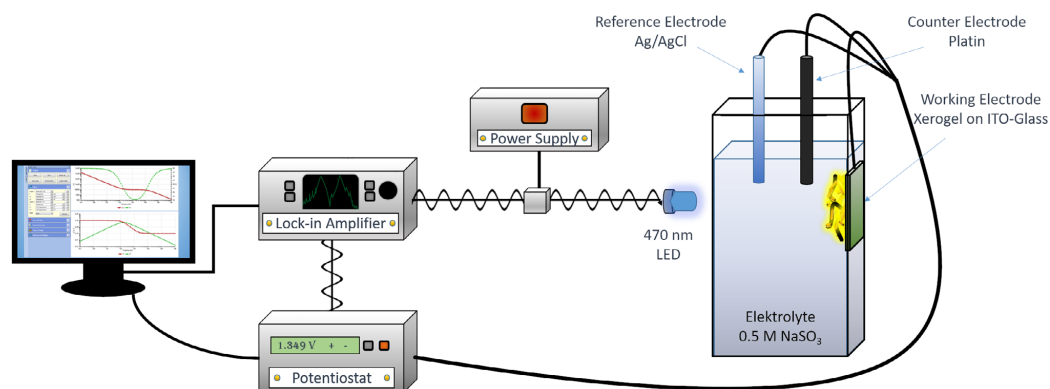 Reference Electrode
Ag/AgCl
Counter Electrode
Platin
Working Electrode
Xerogel on ITO-Glass
Power Supply
Lock-in Amplifier
470 nm
LED
Elektrolyte
0.5 M NaSO₃
1.349 V + -
Potentiostat